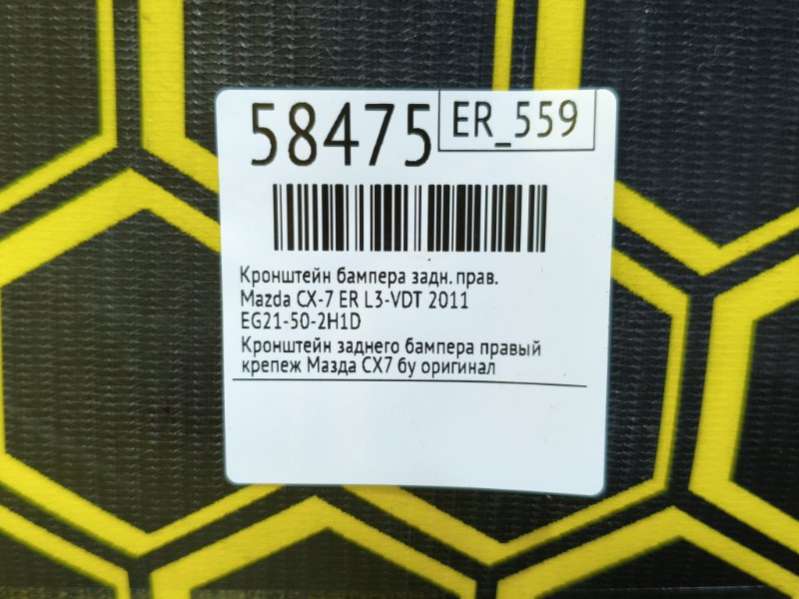 58475
ER_559
Кронштейн бампера задн. прав.
Mazda CX-7 ER L3-VDT 2011
EG21-50-2H1D
Кронштейн заднего бампера правый
крепеж Мазда СХ7 бу оригинал